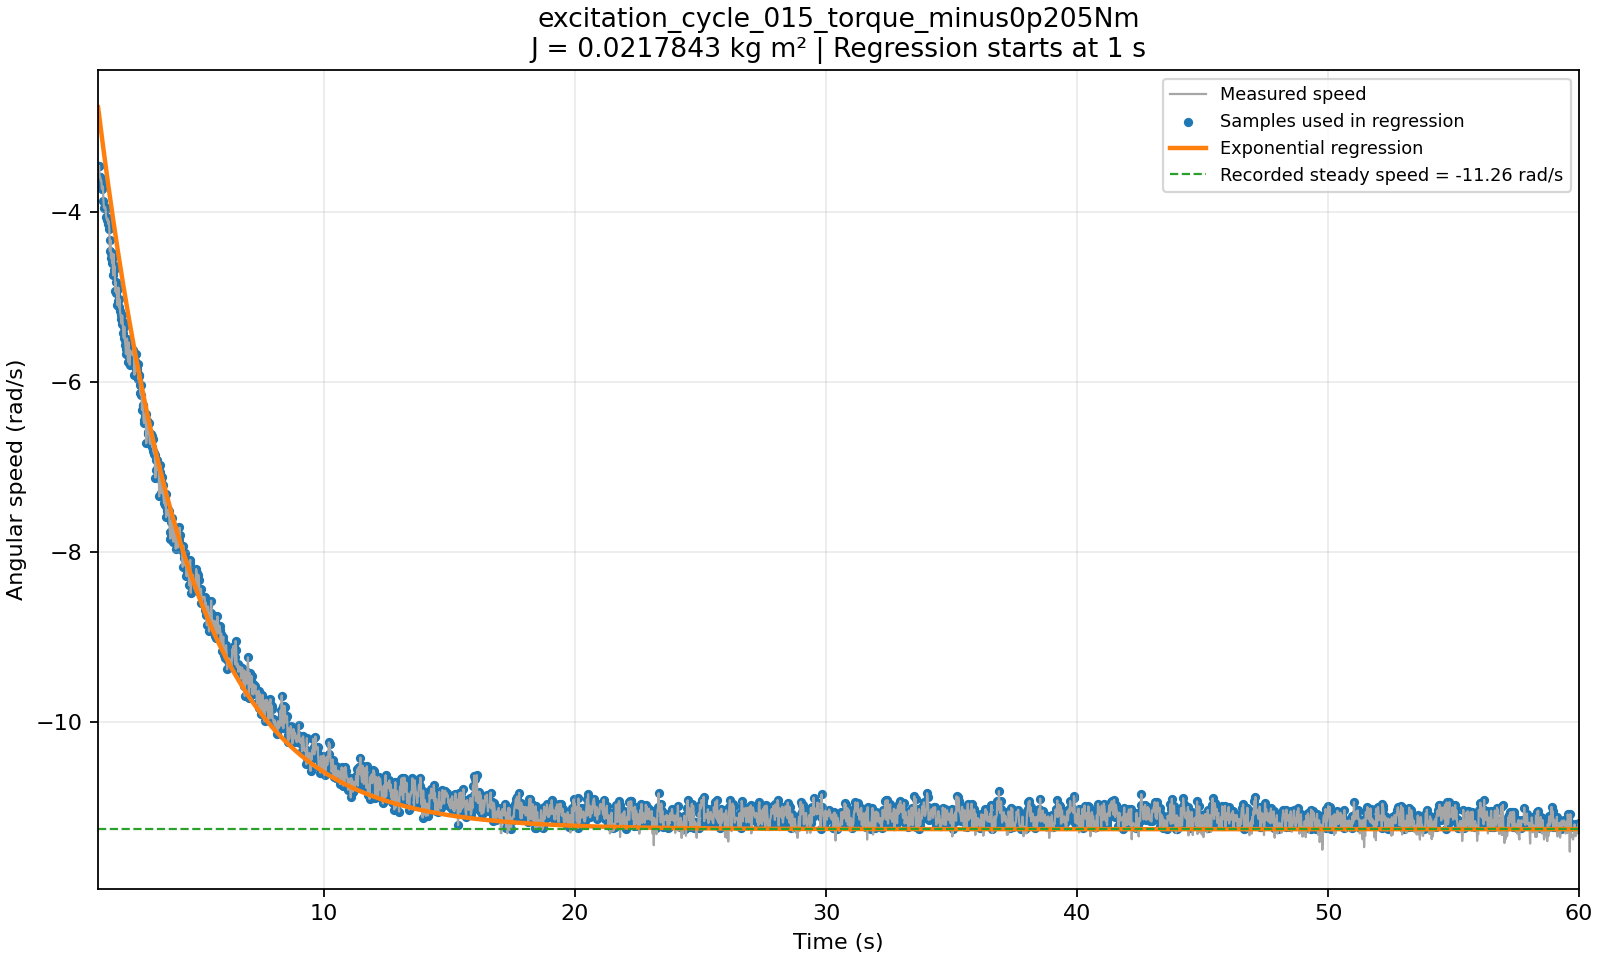 excitation_cycle_015_torque_minus0p205Nm
J = 0.0217843 kg m² | Regression starts at 1 s
Measured speed
Samples used in regression
Exponential regression
Recorded steady speed = -11.26 rad/s
Angular speed (rad/s)
−4
−6
−8
−10
10
20
30
40
50
60
Time (s)